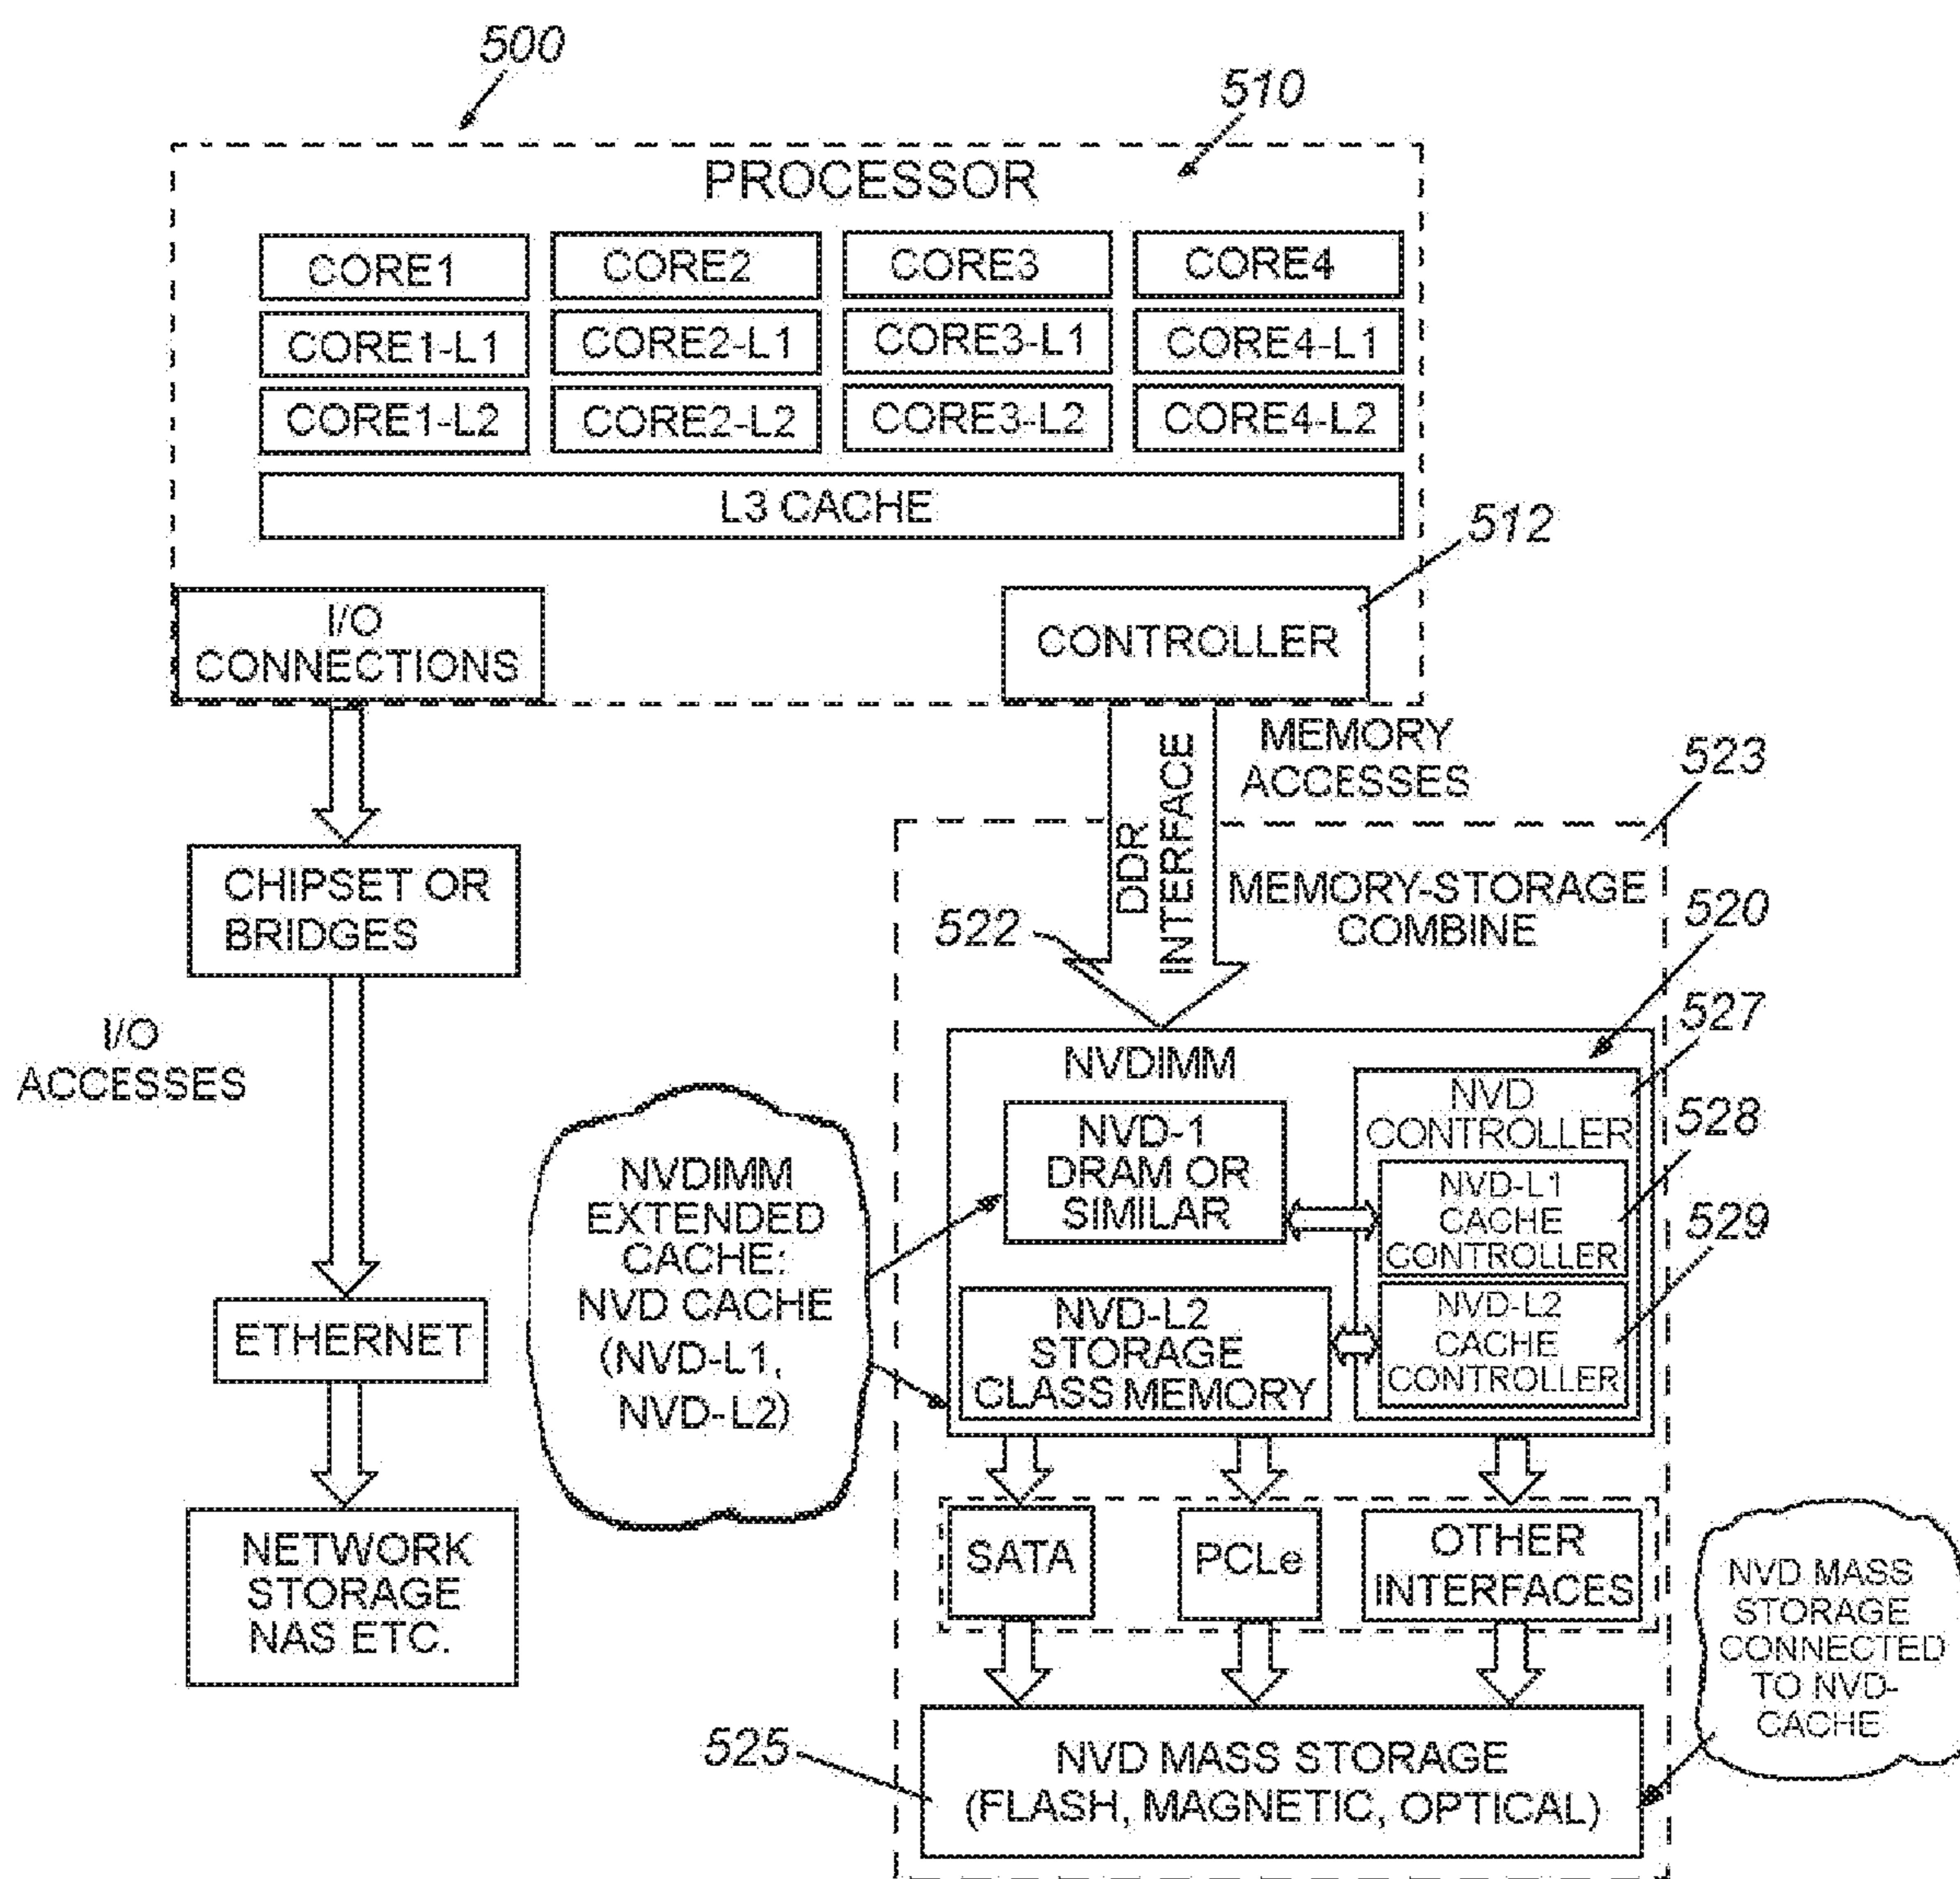 500
510
PROCESSOR
CORE1
CORE2
CORE3
CORE4
CORE1-L1
CORE2-L1
CORE3-L1
CORE4-L1
CORE1-L2
CORE2-L2
CORE3-L2
CORE4-L2
L3 CACHE
512
I/O
CONNECTIONS
CONTROLLER
MEMORY
ACCESSES
DDR
INTERFACE
523
MEMORY-STORAGE
COMBINE
522
520
CHIPSET OR
BRIDGES
I/O
ACCESSES
ETHERNET
NETWORK
STORAGE
NAS ETC.
NVDIMM
EXTENDED
CACHE:
NVD CACHE
(NVD-L1,
NVD-L2)
NVDIMM
NVD-1
DRAM OR
SIMILAR
NVD-L2
STORAGE
CLASS MEMORY
527
NVD
CONTROLLER
528
NVD-L1
CACHE
CONTROLLER
529
NVD-L2
CACHE
CONTROLLER
SATA
PCLe
OTHER
INTERFACES
NVD MASS
STORAGE
CONNECTED
TO NVD-
CACHE
525
NVD MASS STORAGE
(FLASH, MAGNETIC, OPTICAL)